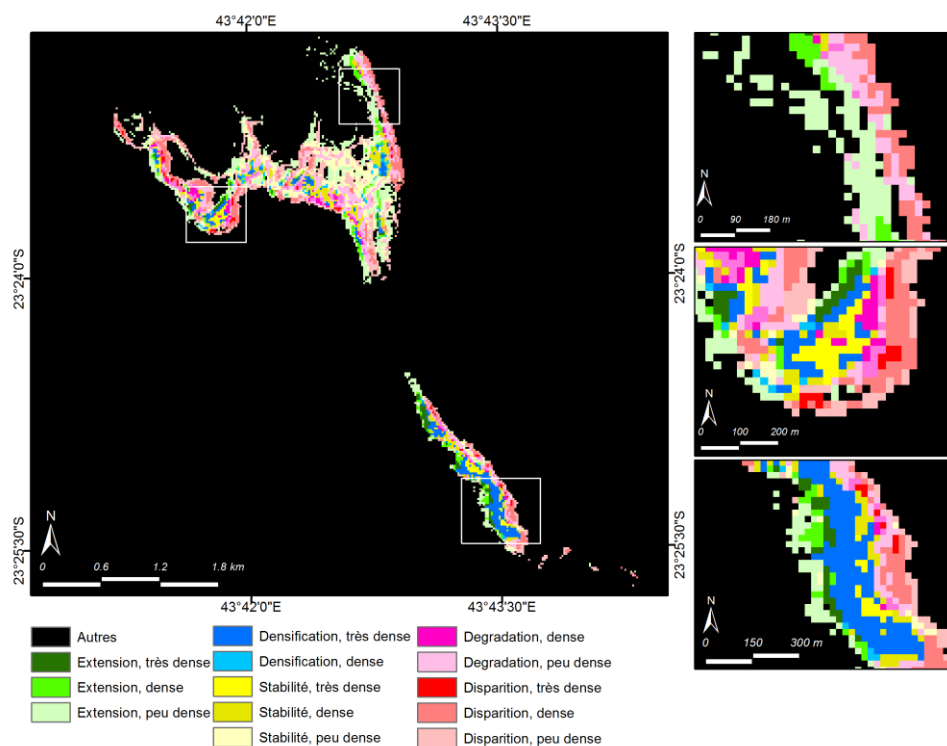 43°42'0"E
43°43'30"E
23°24'0"S
23°25'30"S
N
0 0.6 1.2 1.8 km
43°42'0"E
43°43'30"E
N
0 90 180 m
23°24'0"S
N
0 100 200 m
23°25'30"S
N
0 150 300 m
Autres
Extension, très dense
Extension, dense
Extension, peu dense
Densification, très dense
Densification, dense
Stabilité, très dense
Stabilité, dense
Stabilité, peu dense
Degradation, dense
Degradation, peu dense
Disparition, très dense
Disparition, dense
Disparition, peu dense